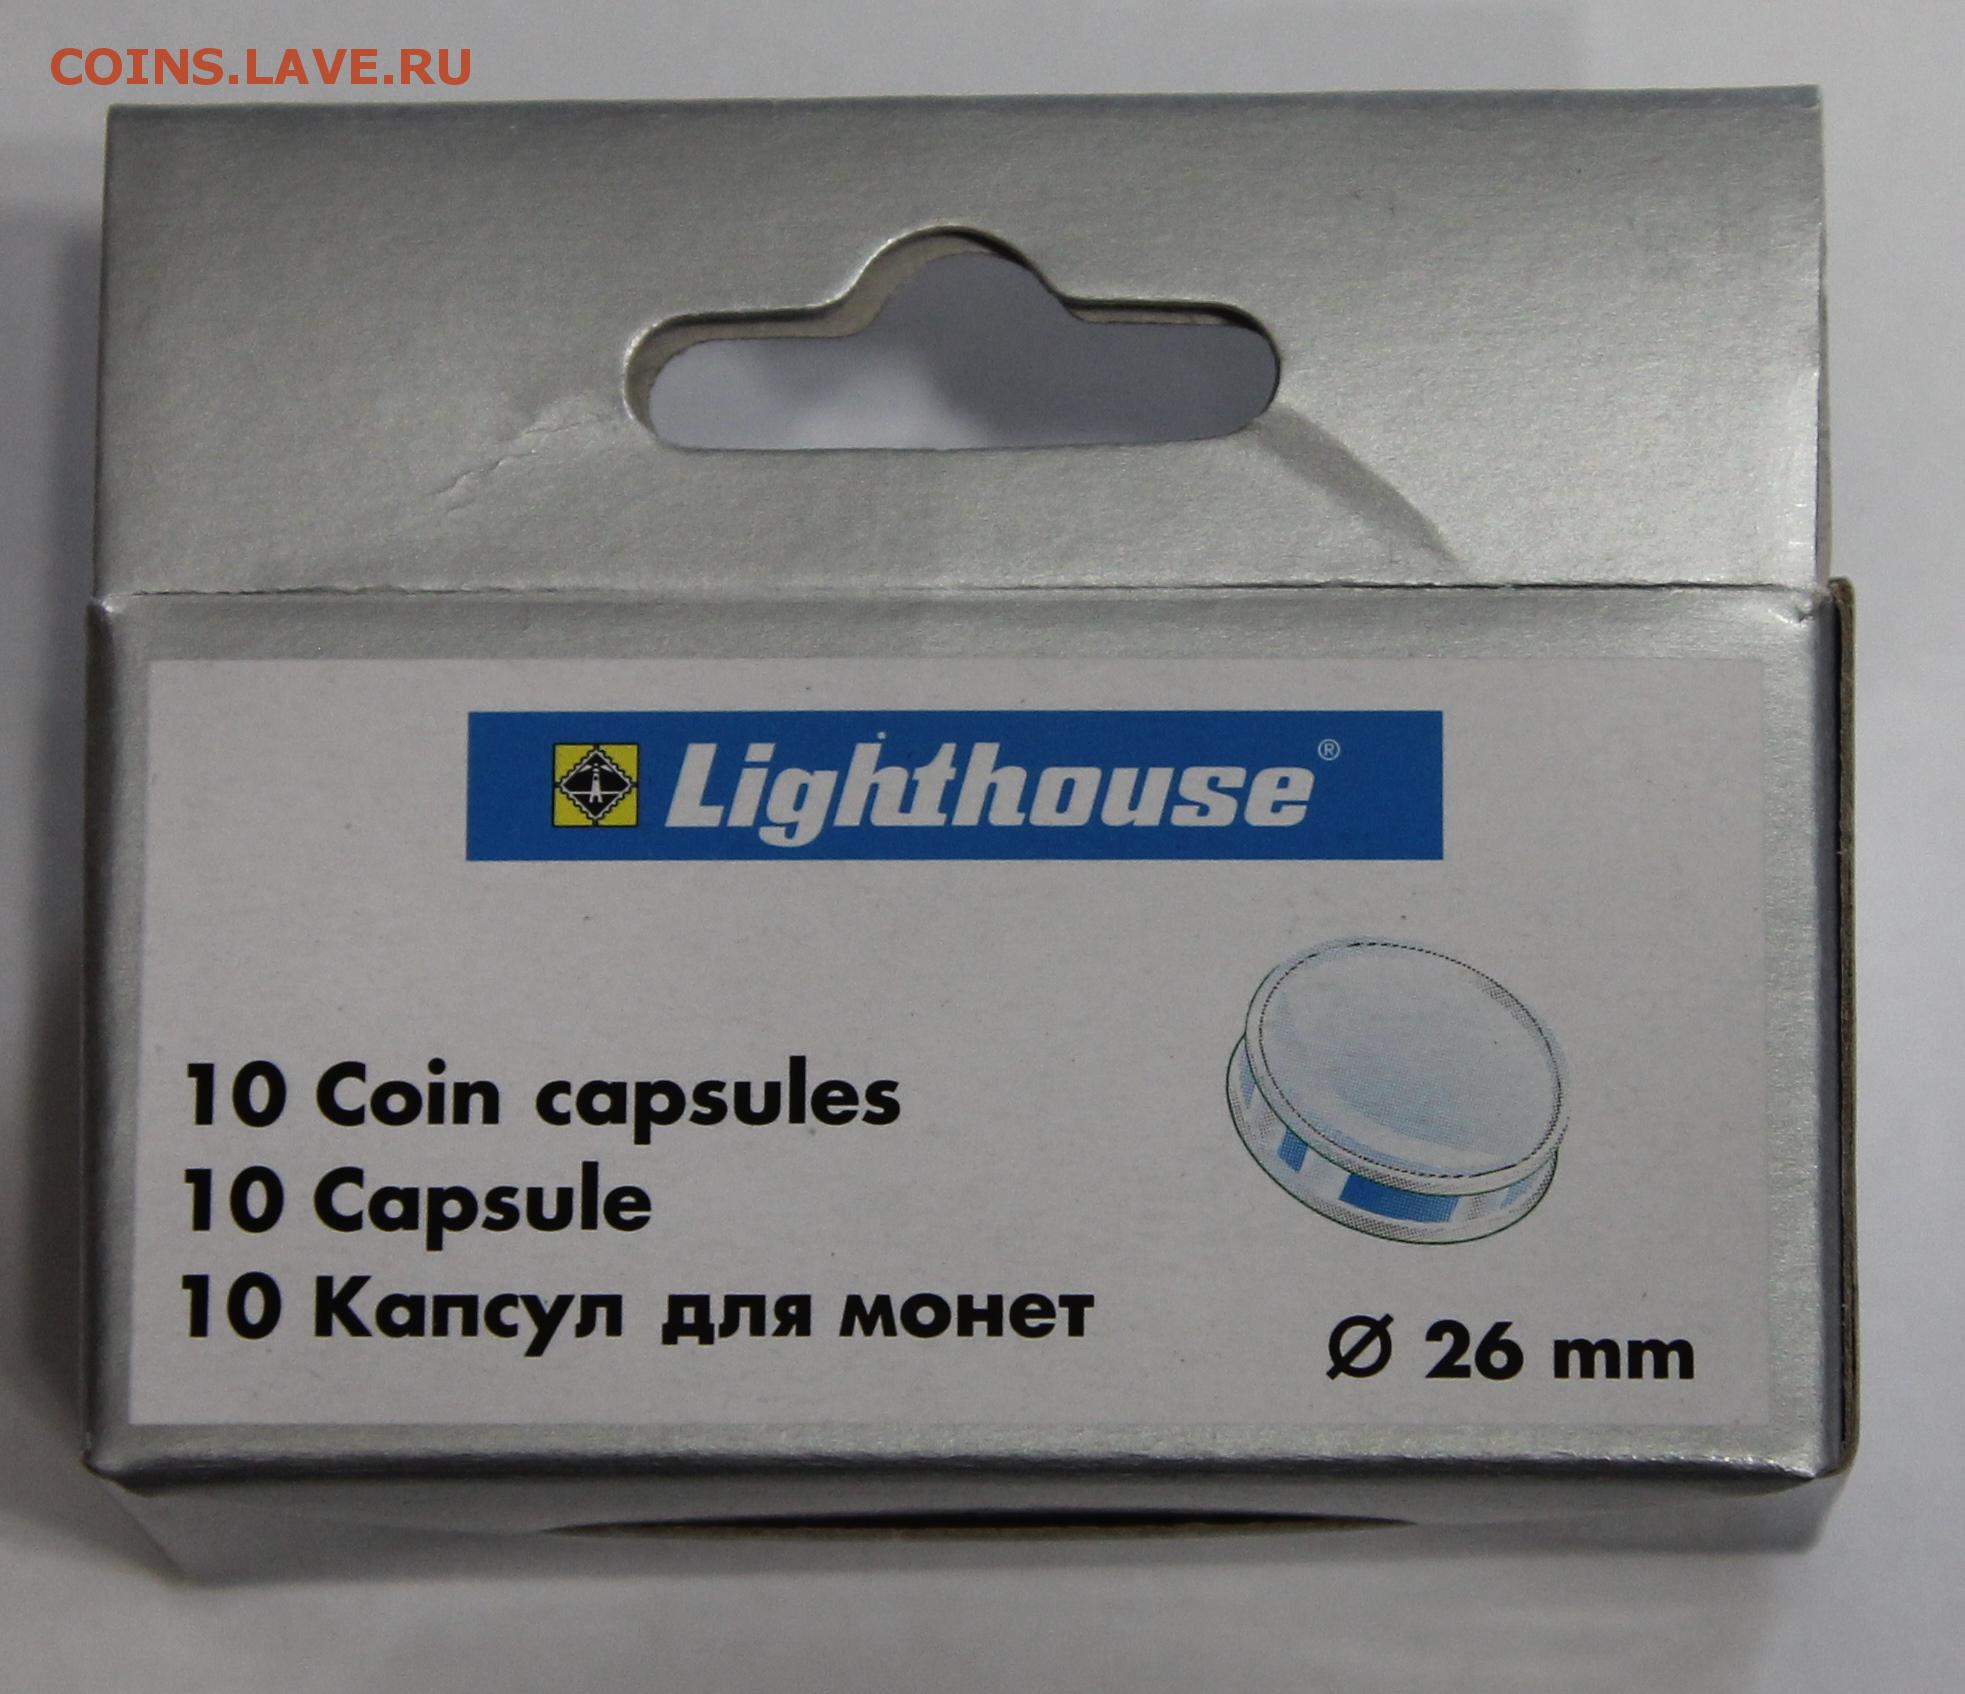 COINS.LAVE.RU
Lighthouse®
10 Coin capsules
10 Capsule
10 Капсул для монет
Ø 26 mm